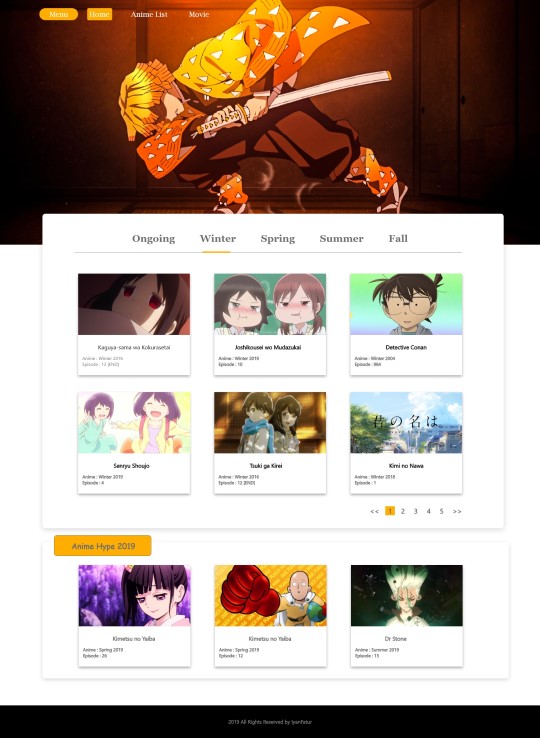 Menu Home Anime List Movie
Ongoing Winter Spring Summer Fall
Kaguya-sama wa Kokurasetai
Anime : Winter 2019
Episode : 12 [END]
Joshikousei wo Mudazukai
Anime : Winter 2019
Episode : 10
Detective Conan
Anime : Winter 2004
Episode : 964
Senryu Shoujo
Anime : Winter 2019
Episode : 4
Tsuki ga Kirei
Anime : Winter 2016
Episode : 12 [END]
君の名は。
Kimi no Nawa
Anime : Winter 2018
Episode : 1
<< 1 2 3 4 5 >>
Anime Hype 2019
Kimetsu no Yaiba
Anime : Spring 2019
Episode : 26
Kimetsu no Yaiba
Anime : Spring 2019
Episode : 12
Dr Stone
Anime : Summer 2019
Episode : 15
2019 All Rights Reserved by Iyanfixtur